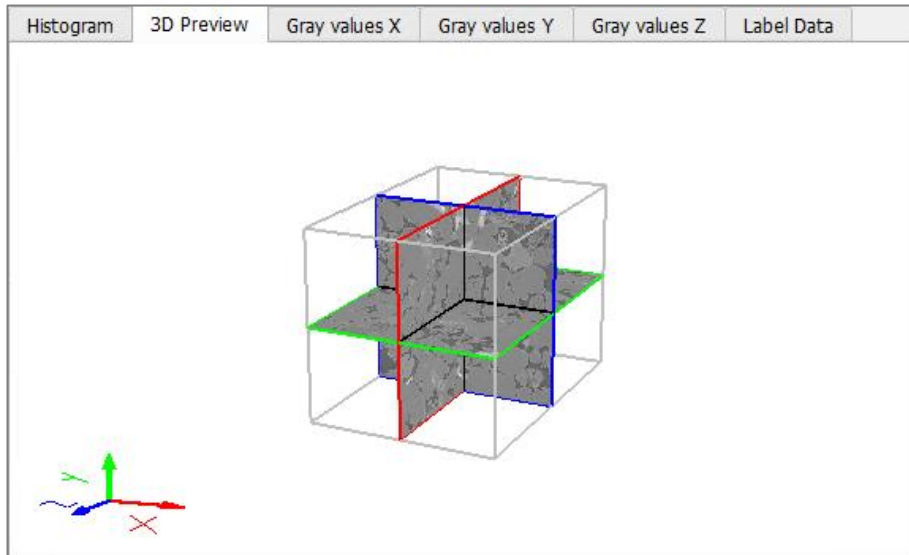 Histogram
3D Preview
Gray values X
Gray values Y
Gray values Z
Label Data
Y
X